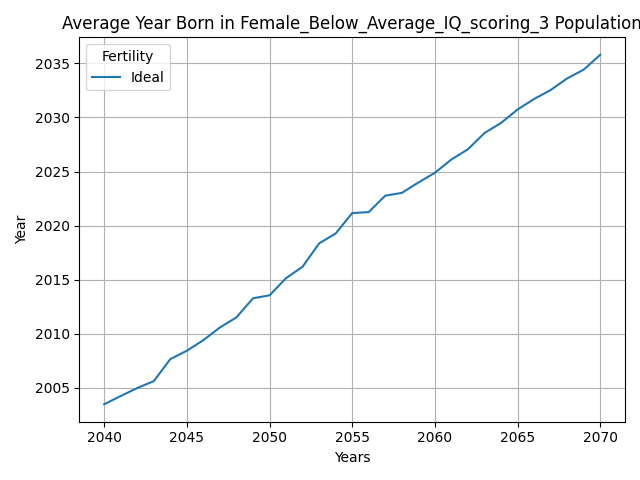 Average Year Born in Female_Below_Average_IQ_scoring_3 Population
Fertility
Ideal
Year
2035
2030
2025
2020
2015
2010
2005
2040 2045 2050 2055 2060 2065 2070
Years